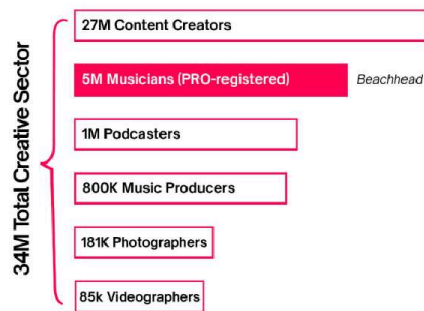 34M Total Creative Sector
27M Content Creators
5M Musicians (PRO-registered)
Beachhead
1M Podcasters
800K Music Producers
181K Photographers
85k Videographers